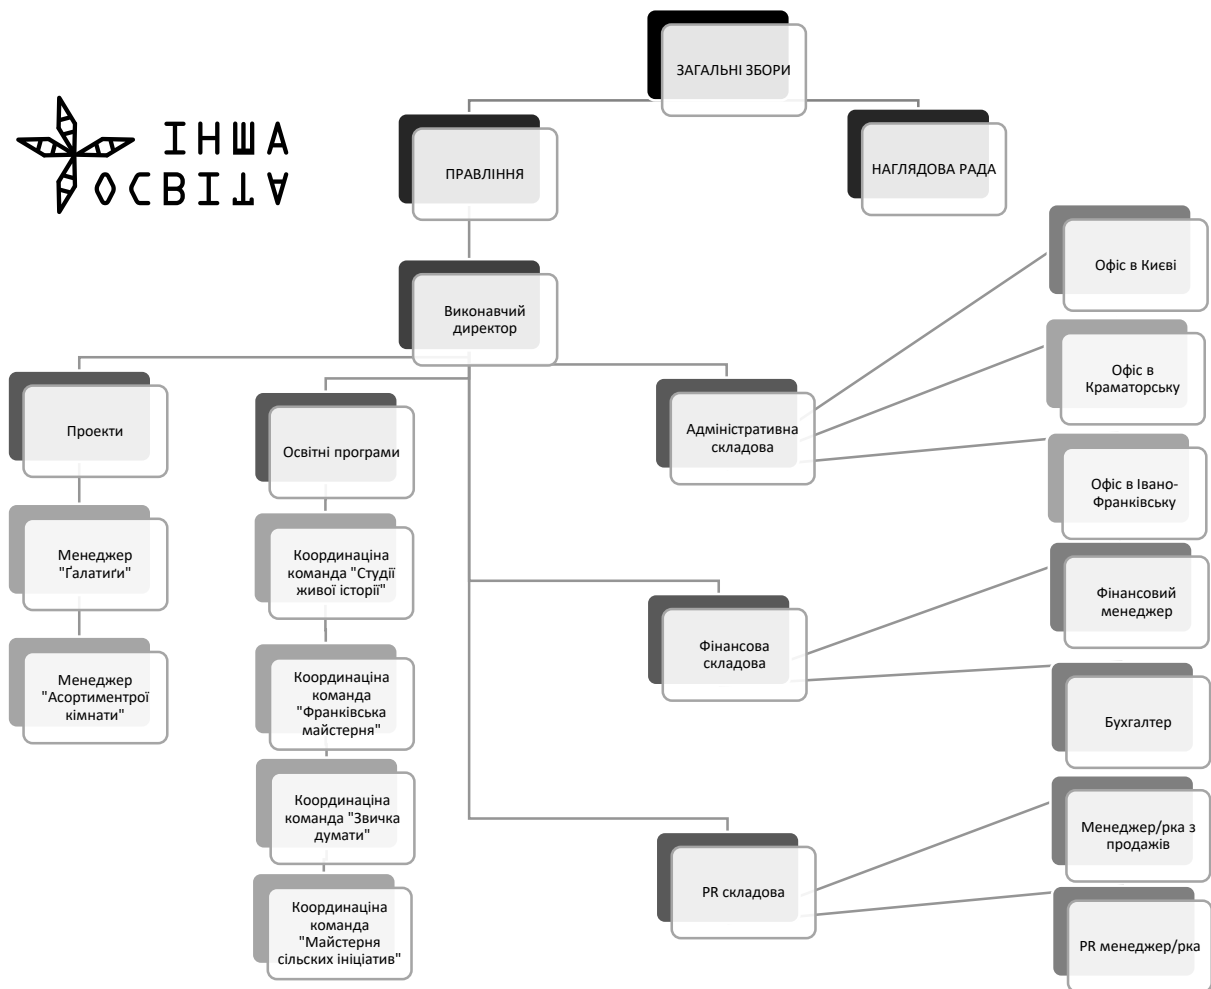 ЗАГАЛЬНІ ЗБОРИ
ІНША
ОСВІТА
ПРАВЛІННЯ
НАГЛЯДОВА РАДА
Виконавчий
директор
Проекти
Менеджер
"Ґалатиґи"
Менеджер
"Асортиментрої
кімнати"
Освітні програми
Координаціна
команда "Студії
живої історії"
Координаціна
команда
"Франківська
майстерня"
Координаціна
команда "Звичка
думати"
Координаціна
команда
"Майстерня
сільских ініціатив"
Адміністративна
складова
Офіс в Києві
Офіс в
Краматорську
Офіс в Івано-
Франківську
Фінансова
складова
Фінансовий
менеджер
Бухгалтер
PR складова
Менеджер/рка з
продажів
PR менеджер/рка